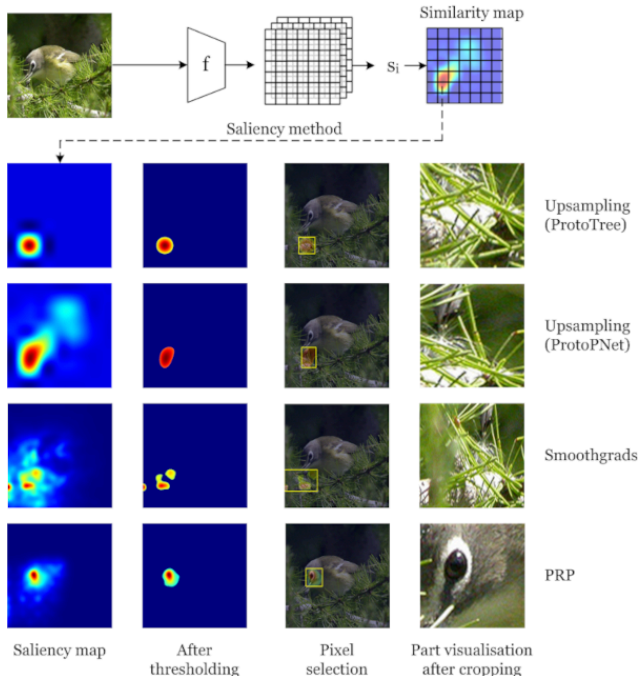 Similarity map
f
sᵢ
Saliency method
Upsampling
(ProtoTree)
Upsampling
(ProtoPNet)
Smoothgrads
PRP
Saliency map
After
thresholding
Pixel
selection
Part visualisation
after cropping